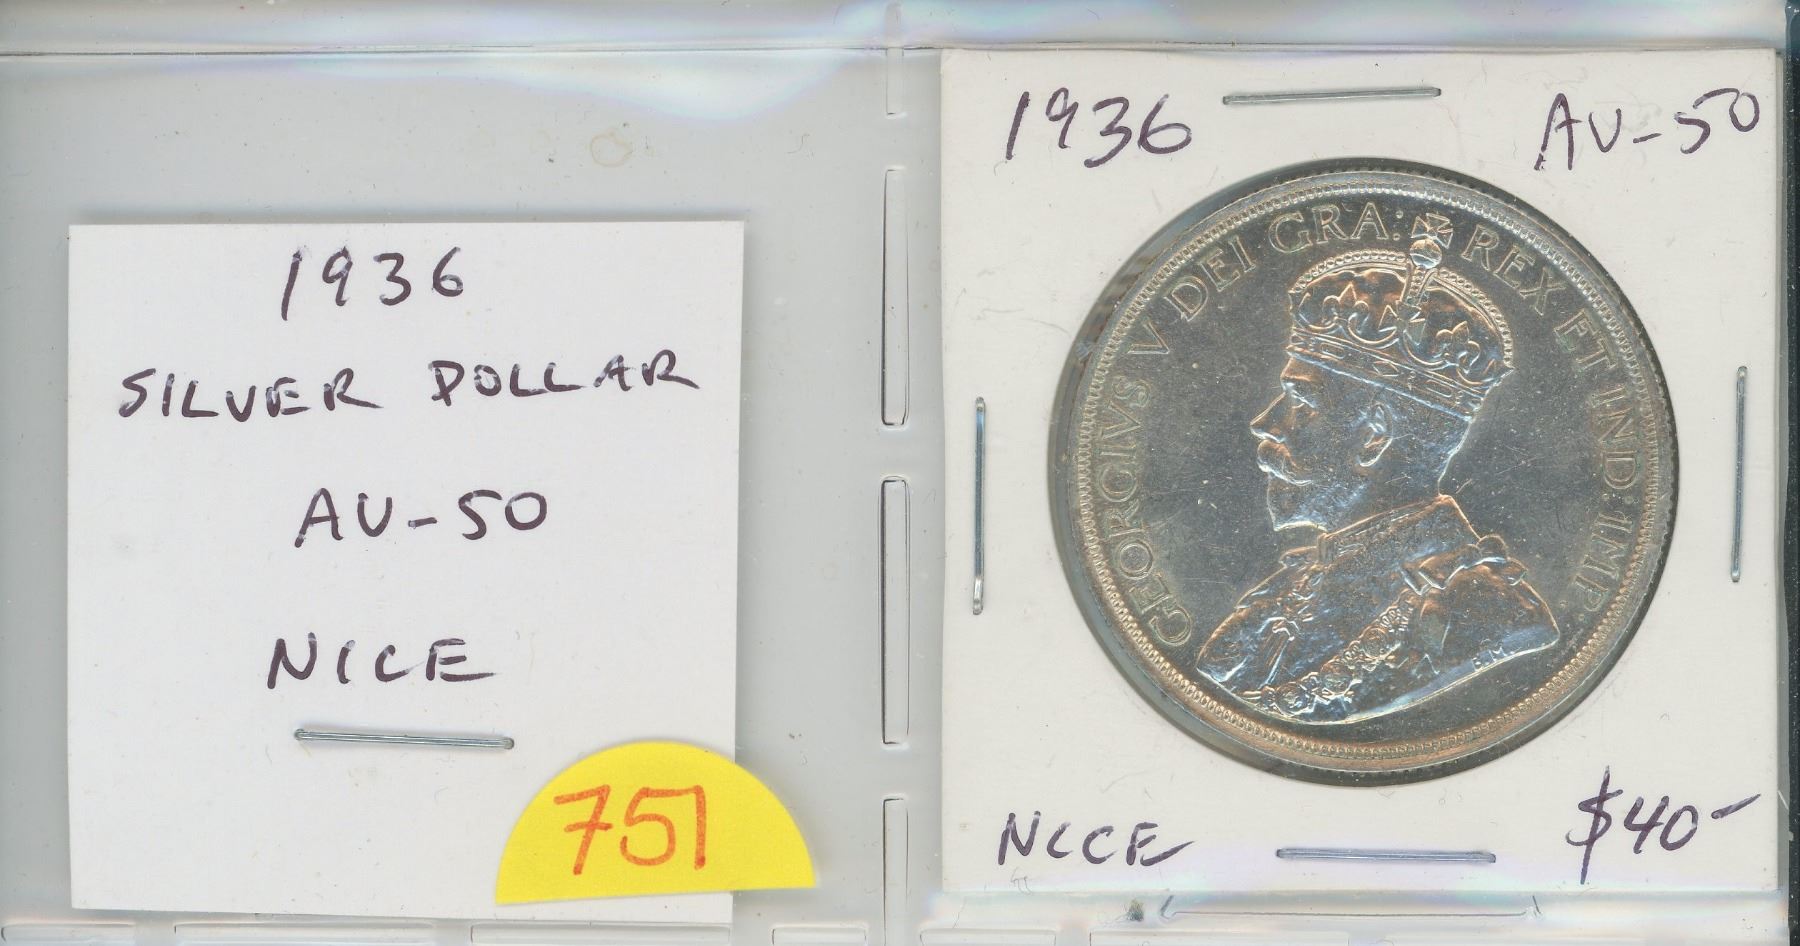 1936
SILVER DOLLAR
AU-50
NICE
751
1936 AU-50
GEORGIVS V DEI GRA: REX ET IND: IMP:
E.M.
NICE $40-